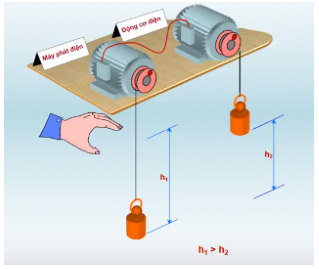 Động cơ điện
Máy phát điện
h₁
h₂
h₁ > h₂